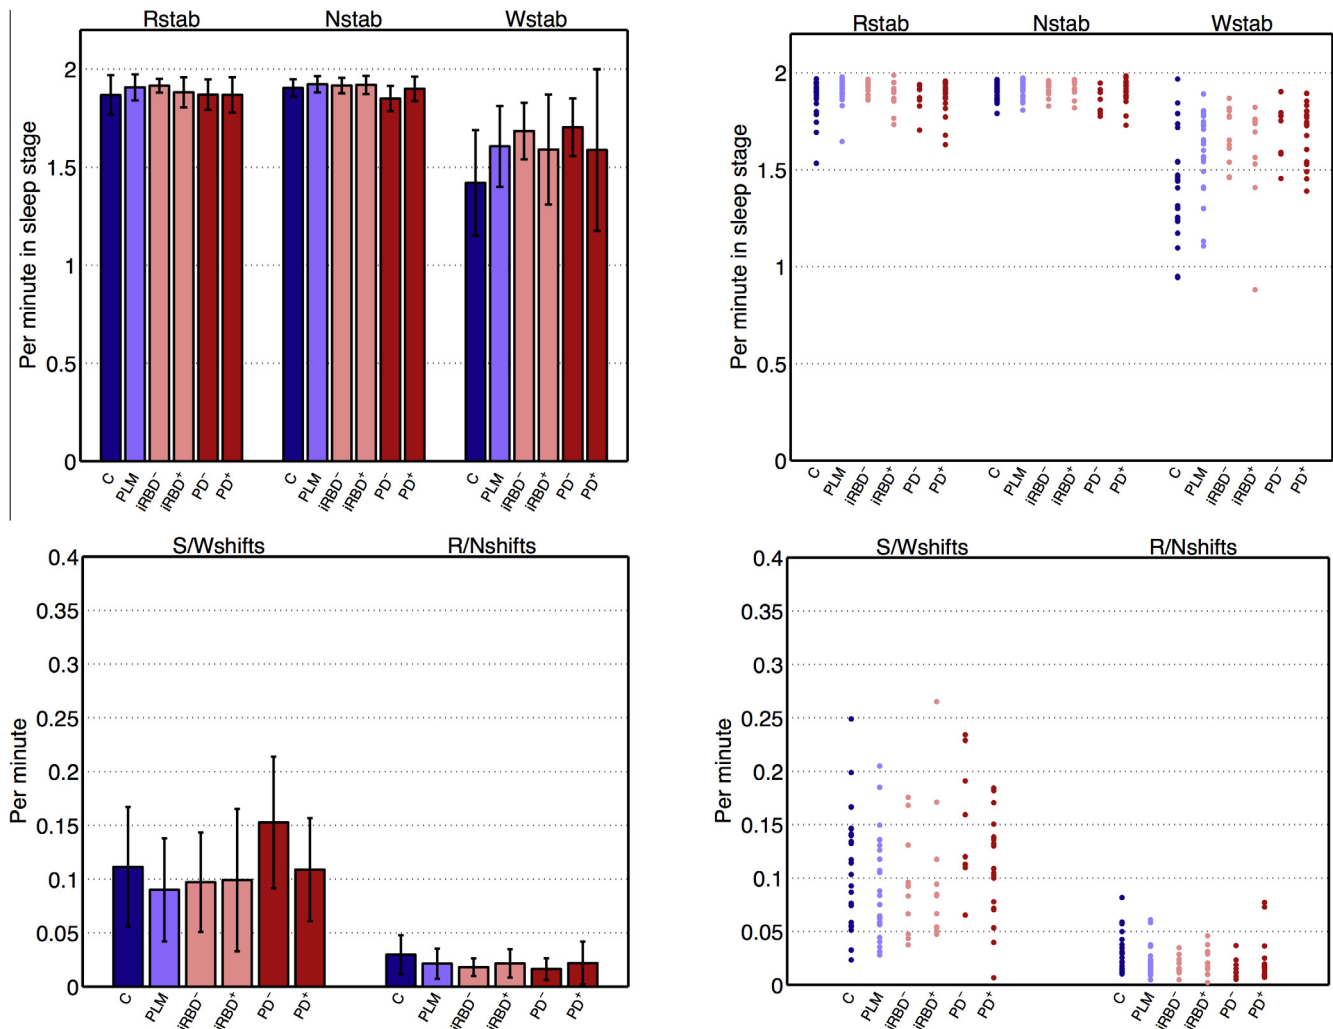 Rstab Nstab Wstab
Per minute in sleep stage
2
1.5
1
0.5
0
C PLM iRBD⁻ iRBD⁺ PD⁻ PD⁺ C PLM iRBD⁻ iRBD⁺ PD⁻ PD⁺ C PLM iRBD⁻ iRBD⁺ PD⁻ PD⁺
Rstab Nstab Wstab
Per minute in sleep stage
2
1.5
1
0.5
0
C PLM iRBD⁻ iRBD⁺ PD⁻ PD⁺ C PLM iRBD⁻ iRBD⁺ PD⁻ PD⁺ C PLM iRBD⁻ iRBD⁺ PD⁻ PD⁺
S/Wshifts R/Nshifts
Per minute
0.4
0.35
0.3
0.25
0.2
0.15
0.1
0.05
0
C PLM iRBD⁻ iRBD⁺ PD⁻ PD⁺ C PLM iRBD⁻ iRBD⁺ PD⁻ PD⁺
S/Wshifts R/Nshifts
Per minute
0.4
0.35
0.3
0.25
0.2
0.15
0.1
0.05
0
C PLM iRBD⁻ iRBD⁺ PD⁻ PD⁺ C PLM iRBD⁻ iRBD⁺ PD⁻ PD⁺